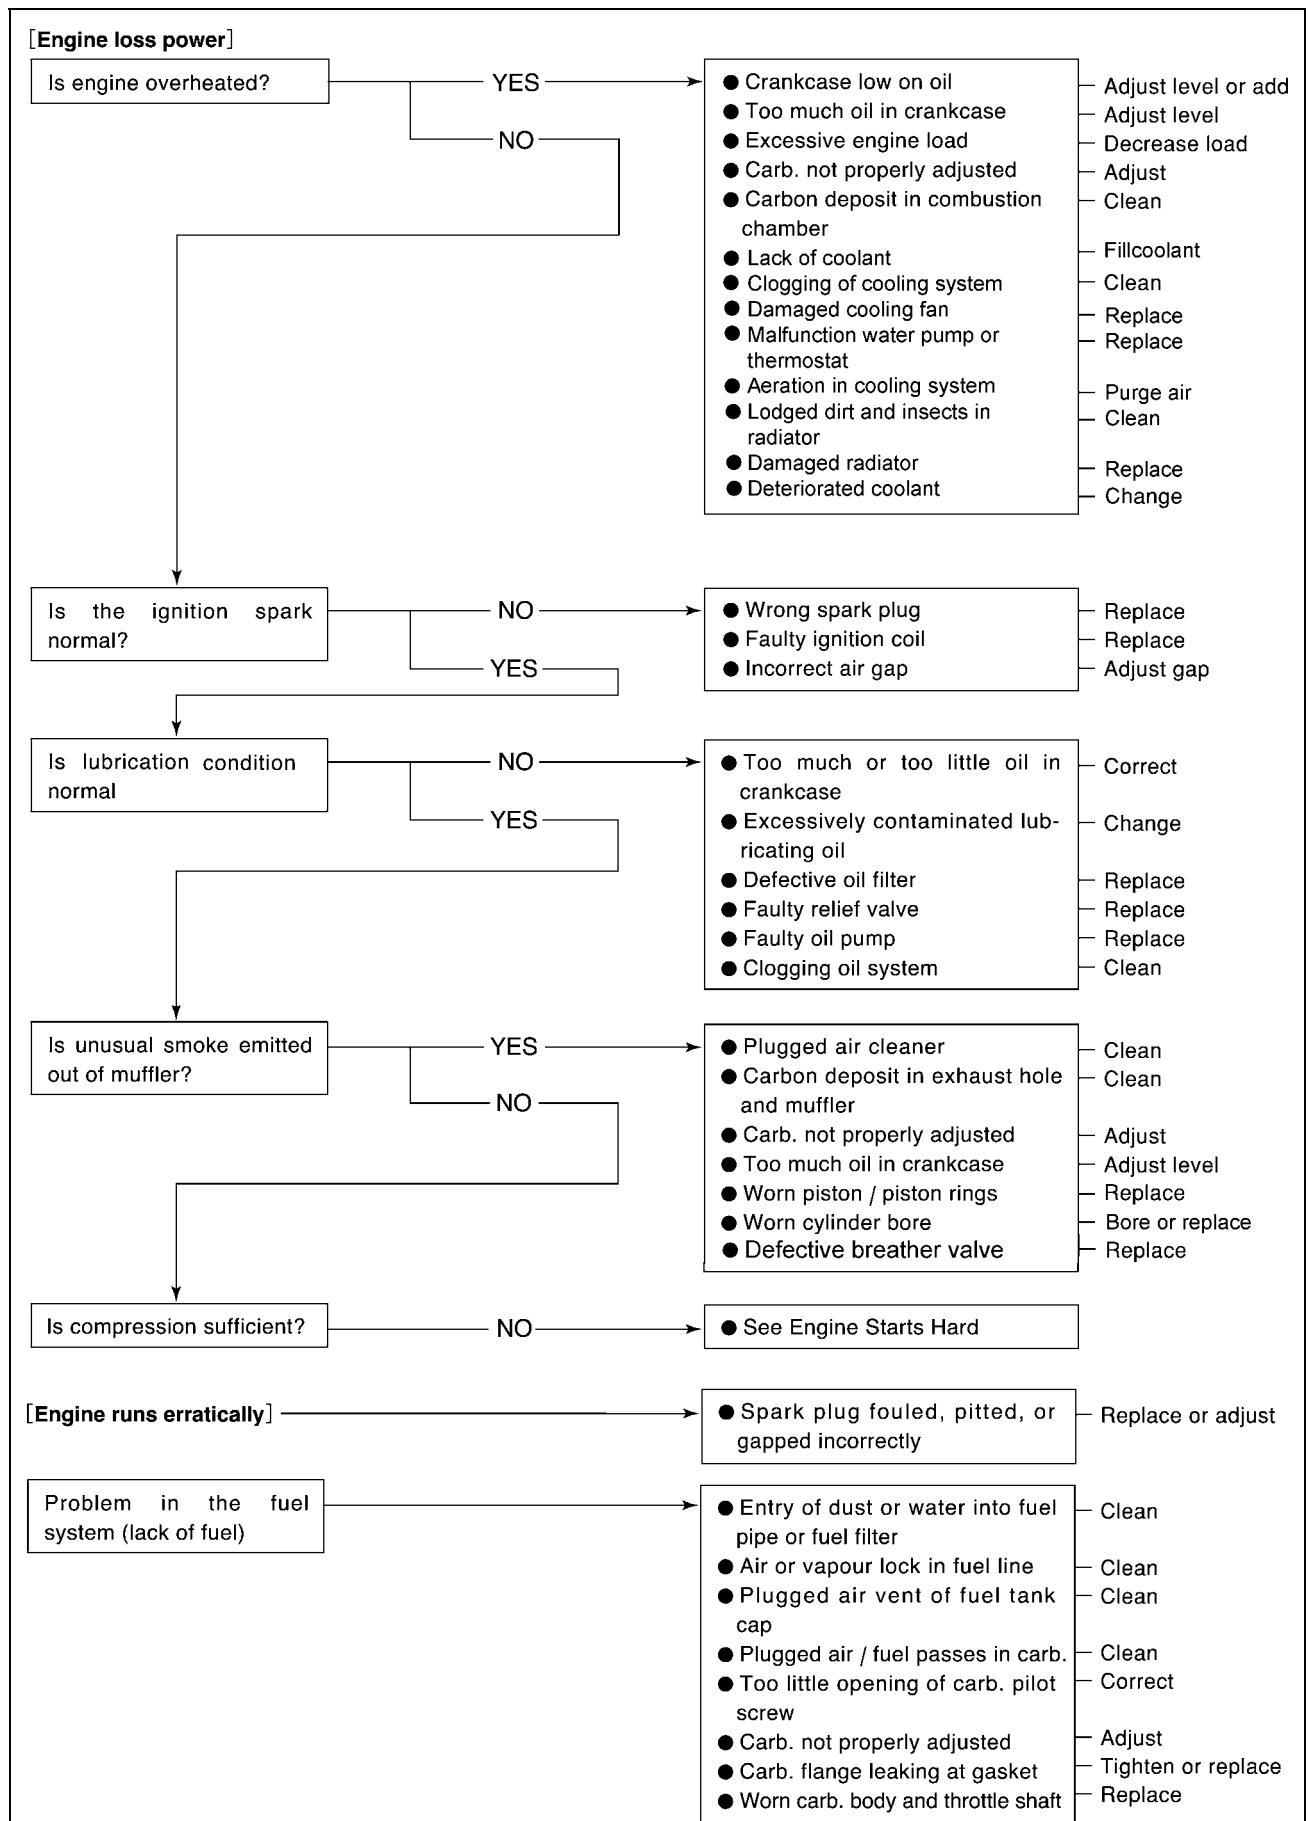 [Engine loss power]
Is engine overheated?
YES
NO
● Crankcase low on oil
Adjust level or add
● Too much oil in crankcase
Adjust level
● Excessive engine load
Decrease load
● Carb. not properly adjusted
Adjust
● Carbon deposit in combustion
chamber
Clean
● Lack of coolant
Fillcoolant
● Clogging of cooling system
Clean
● Damaged cooling fan
Replace
● Malfunction water pump or
thermostat
Replace
● Aeration in cooling system
Purge air
● Lodged dirt and insects in
radiator
Clean
● Damaged radiator
Replace
● Deteriorated coolant
Change
Is the ignition spark
normal?
NO
YES
● Wrong spark plug
Replace
● Faulty ignition coil
Replace
● Incorrect air gap
Adjust gap
Is lubrication condition
normal
NO
YES
● Too much or too little oil in
crankcase
Correct
● Excessively contaminated lub-
ricating oil
Change
● Defective oil filter
Replace
● Faulty relief valve
Replace
● Faulty oil pump
Replace
● Clogging oil system
Clean
Is unusual smoke emitted
out of muffler?
YES
NO
● Plugged air cleaner
Clean
● Carbon deposit in exhaust hole
and muffler
Clean
● Carb. not properly adjusted
Adjust
● Too much oil in crankcase
Adjust level
● Worn piston / piston rings
Replace
● Worn cylinder bore
Bore or replace
● Defective breather valve
Replace
Is compression sufficient?
NO
● See Engine Starts Hard
[Engine runs erratically]
● Spark plug fouled, pitted, or
gapped incorrectly
Replace or adjust
Problem in the fuel
system (lack of fuel)
● Entry of dust or water into fuel
pipe or fuel filter
Clean
● Air or vapour lock in fuel line
Clean
● Plugged air vent of fuel tank
cap
Clean
● Plugged air / fuel passes in carb.
Clean
● Too little opening of carb. pilot
screw
Correct
● Carb. not properly adjusted
Adjust
● Carb. flange leaking at gasket
Tighten or replace
● Worn carb. body and throttle shaft
Replace